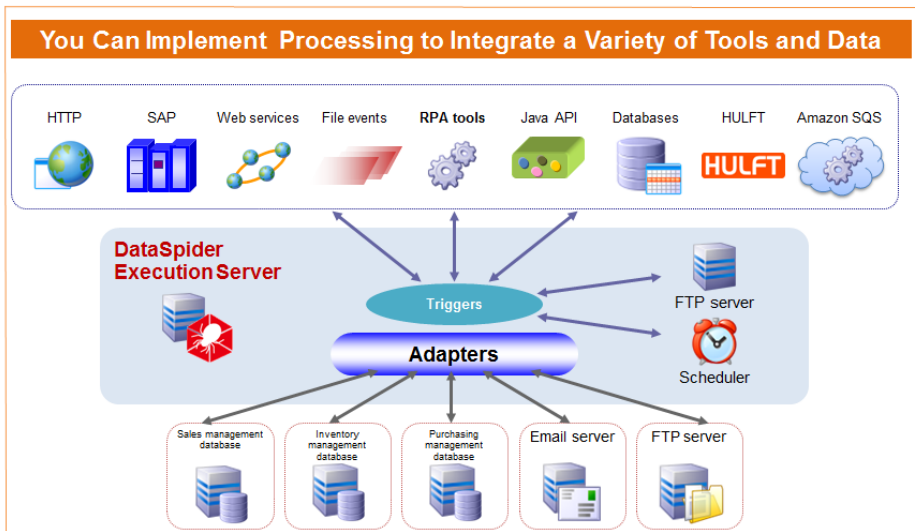 You Can Implement Processing to Integrate a Variety of Tools and Data
HTTP
SAP
Web services
File events
RPA tools
Java API
Databases
HULFT
Amazon SQS
HULFT
DataSpider
Execution Server
Triggers
FTP server
Adapters
Scheduler
Sales management
database
Inventory
management
database
Purchasing
management
database
Email server
FTP server